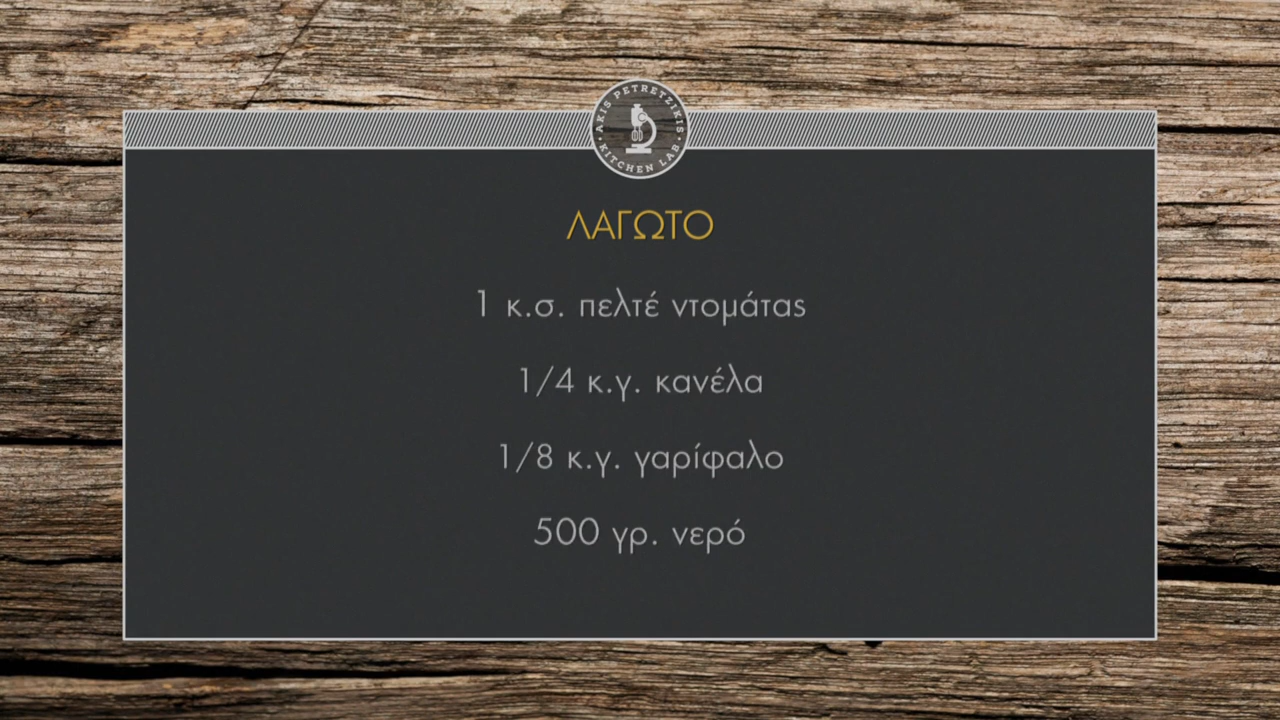 AKIS PETRETZIKIS
KITCHEN LAB
ΛΑΓΩΤΟ
1 κ.σ. πελτέ ντομάτας
1/4 κ.γ. κανέλα
1/8 κ.γ. γαρίφαλο
500 γρ. νερό